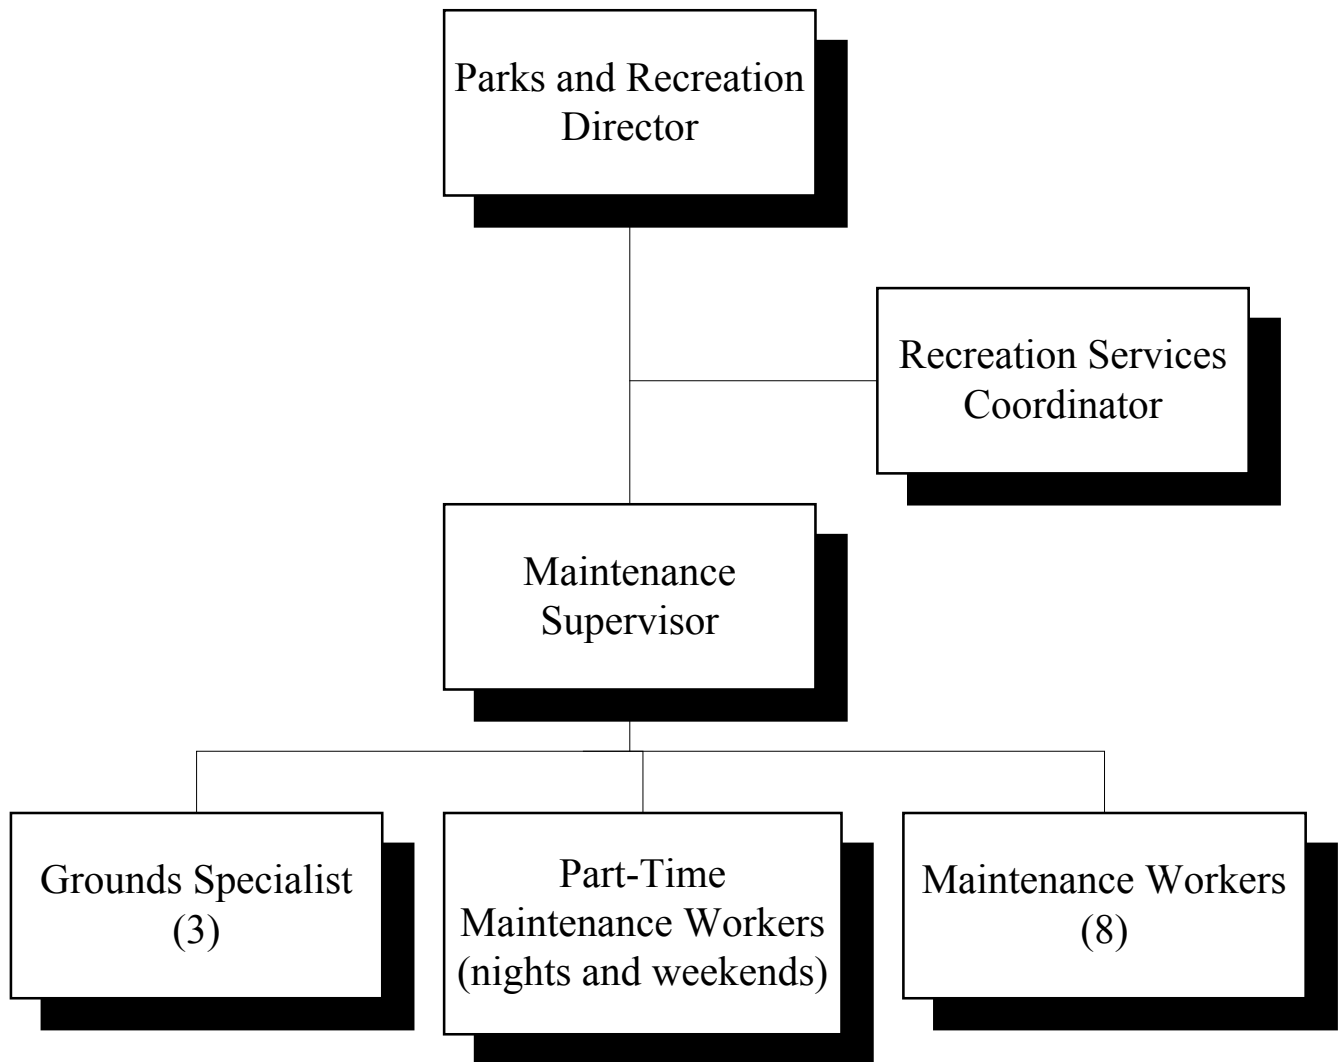 Parks and Recreation
Director
Recreation Services
Coordinator
Maintenance
Supervisor
Grounds Specialist
(3)
Part-Time
Maintenance Workers
(nights and weekends)
Maintenance Workers
(8)